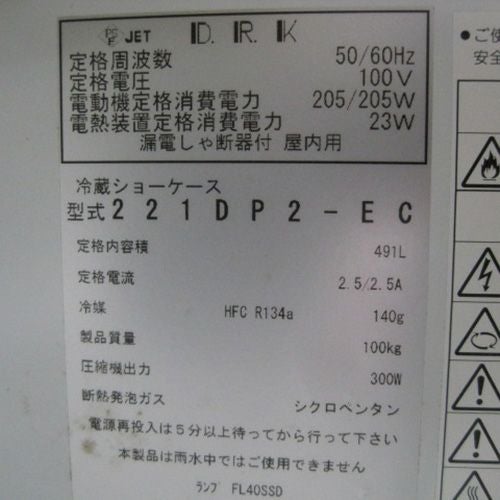 PS E JET D.R.K
定格周波数 50/60Hz
定格電圧 100V
電動機定格消費電力 205/205W
電熱装置定格消費電力 23W
漏電しゃ断器付 屋内用
冷蔵ショーケース
型式 221DP2-EC
定格内容積 491L
定格電流 2.5/2.5A
冷媒 HFC R134a 140g
製品質量 100kg
圧縮機出力 300W
断熱発泡ガス シクロペンタン
電源再投入は5分以上待ってから行って下さい
本製品は雨水中ではご使用できません
ランプ FL40SSD
●ご使
安全